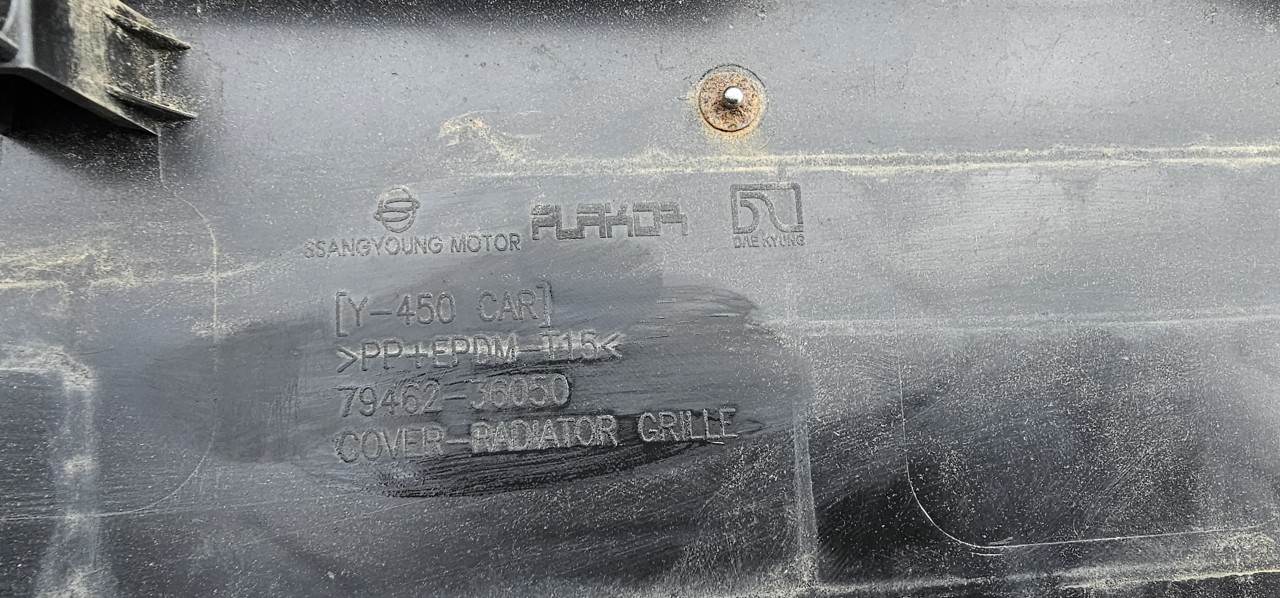 SSANGYOUNG MOTOR
PLAKOR
DAE KYUNG
[Y-450 CAR]
>PP+EPDM-T15<
79462-36050
COVER-RADIATOR GRILLE